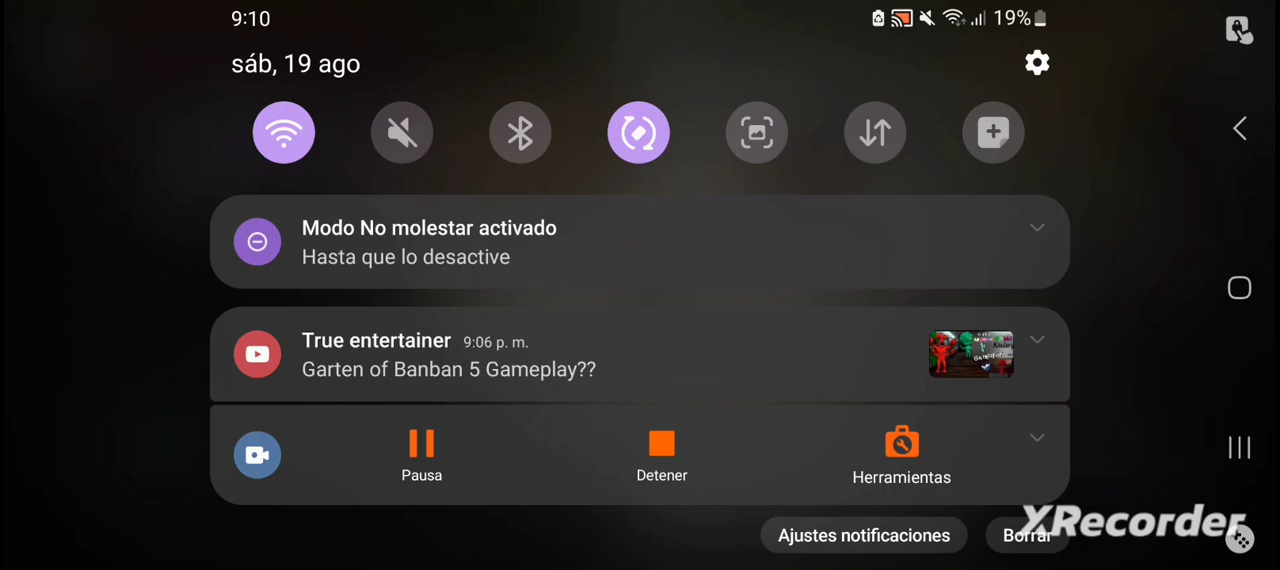 9:10
19%
sáb, 19 ago
Modo No molestar activado
Hasta que lo desactive
True entertainer 9:06 p. m.
Garten of Banban 5 Gameplay??
Pausa
Detener
Herramientas
Ajustes notificaciones
Borrar
XRecorder